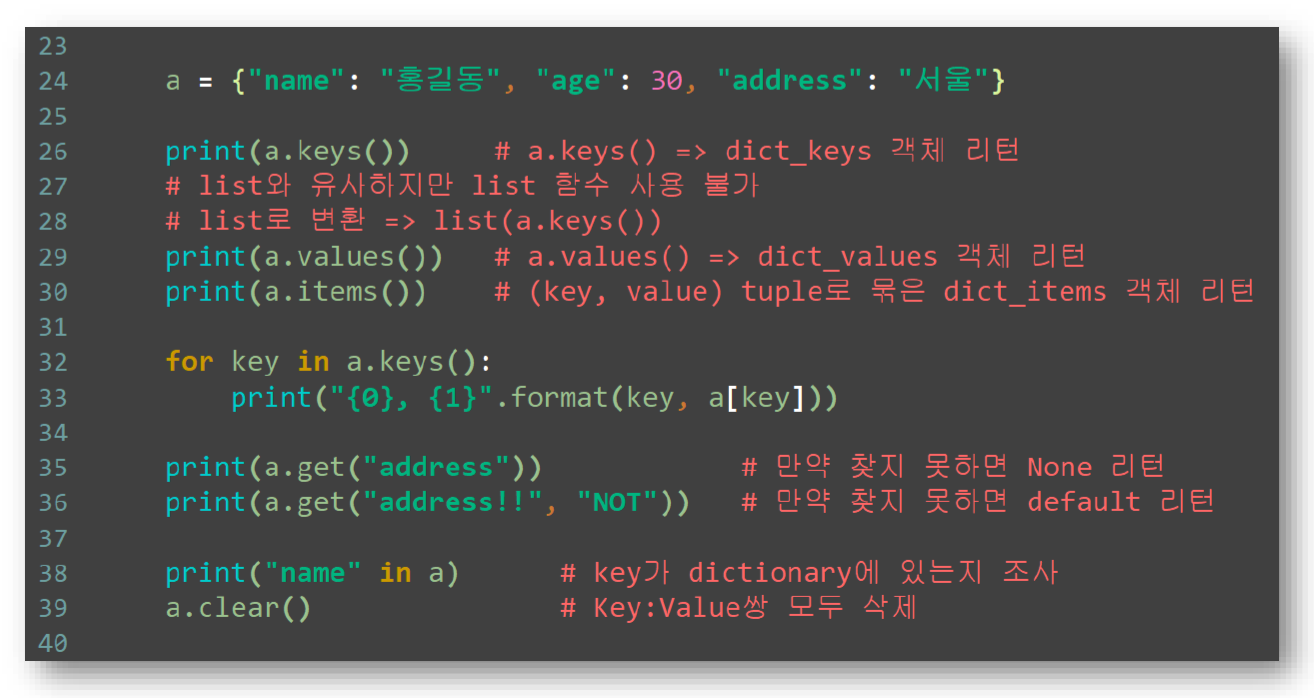 23
24 a = {"name": "홍길동", "age": 30, "address": "서울"}
25
26 print(a.keys()) # a.keys() => dict_keys 객체 리턴
27 # list와 유사하지만 list 함수 사용 불가
28 # list로 변환 => list(a.keys())
29 print(a.values()) # a.values() => dict_values 객체 리턴
30 print(a.items()) # (key, value) tuple로 묶은 dict_items 객체 리턴
31
32 for key in a.keys():
33 print("{0}, {1}".format(key, a[key]))
34
35 print(a.get("address")) # 만약 찾지 못하면 None 리턴
36 print(a.get("address!!", "NOT")) # 만약 찾지 못하면 default 리턴
37
38 print("name" in a) # key가 dictionary에 있는지 조사
39 a.clear() # Key:Value쌍 모두 삭제
40